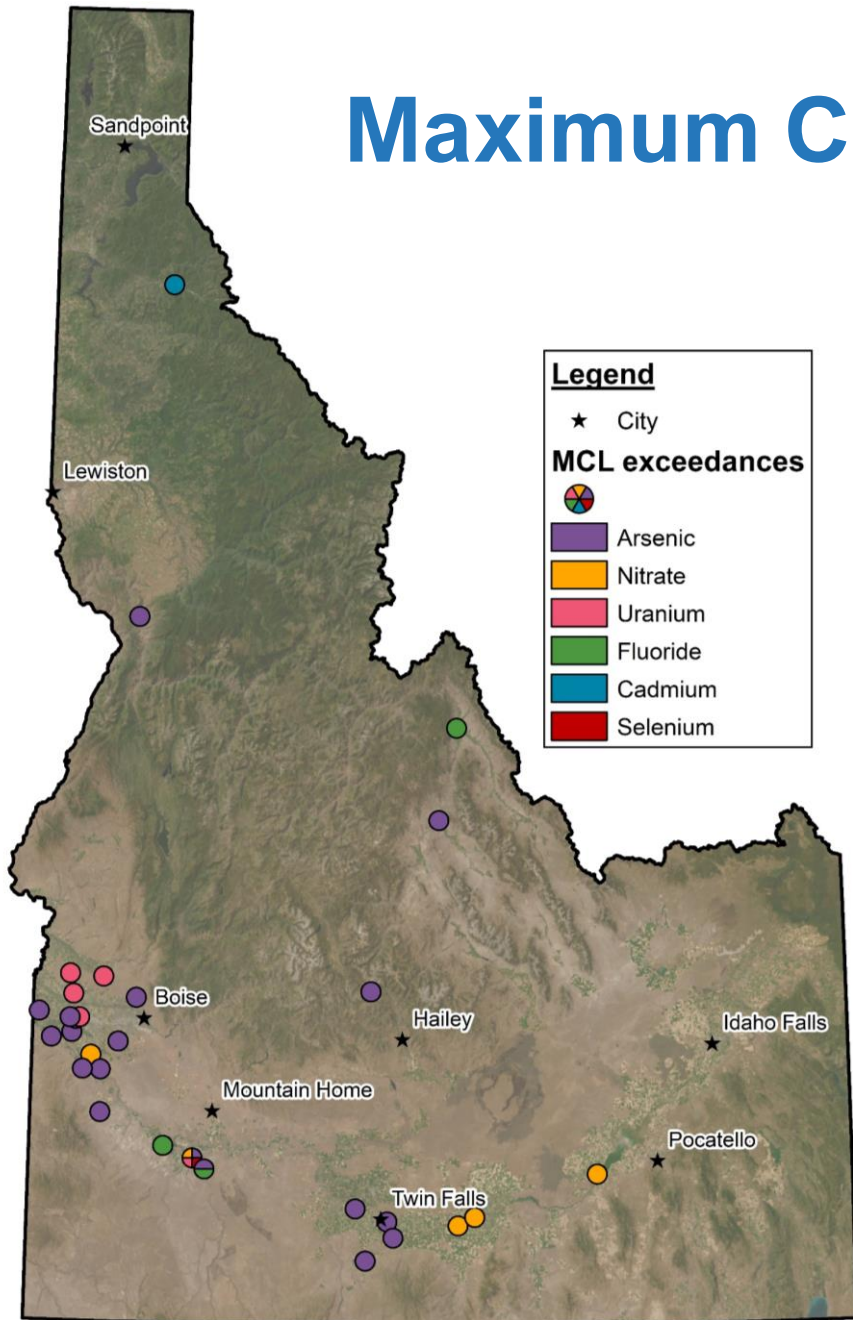 Maximum C
Sandpoint
Lewiston
Legend
City
MCL exceedances
Arsenic
Nitrate
Uranium
Fluoride
Cadmium
Selenium
Boise
Hailey
Idaho Falls
Mountain Home
Pocatello
Twin Falls